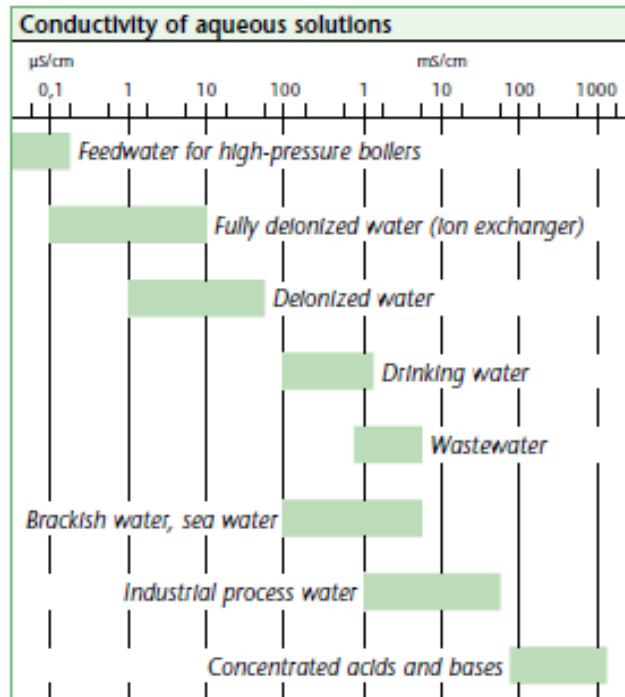 Conductivity of aqueous solutions
µS/cm mS/cm
0,1 1 10 100 1 10 100 1000
Feedwater for high-pressure boilers
Fully deionized water (ion exchanger)
Deionized water
Drinking water
Wastewater
Brackish water, sea water
Industrial process water
Concentrated acids and bases